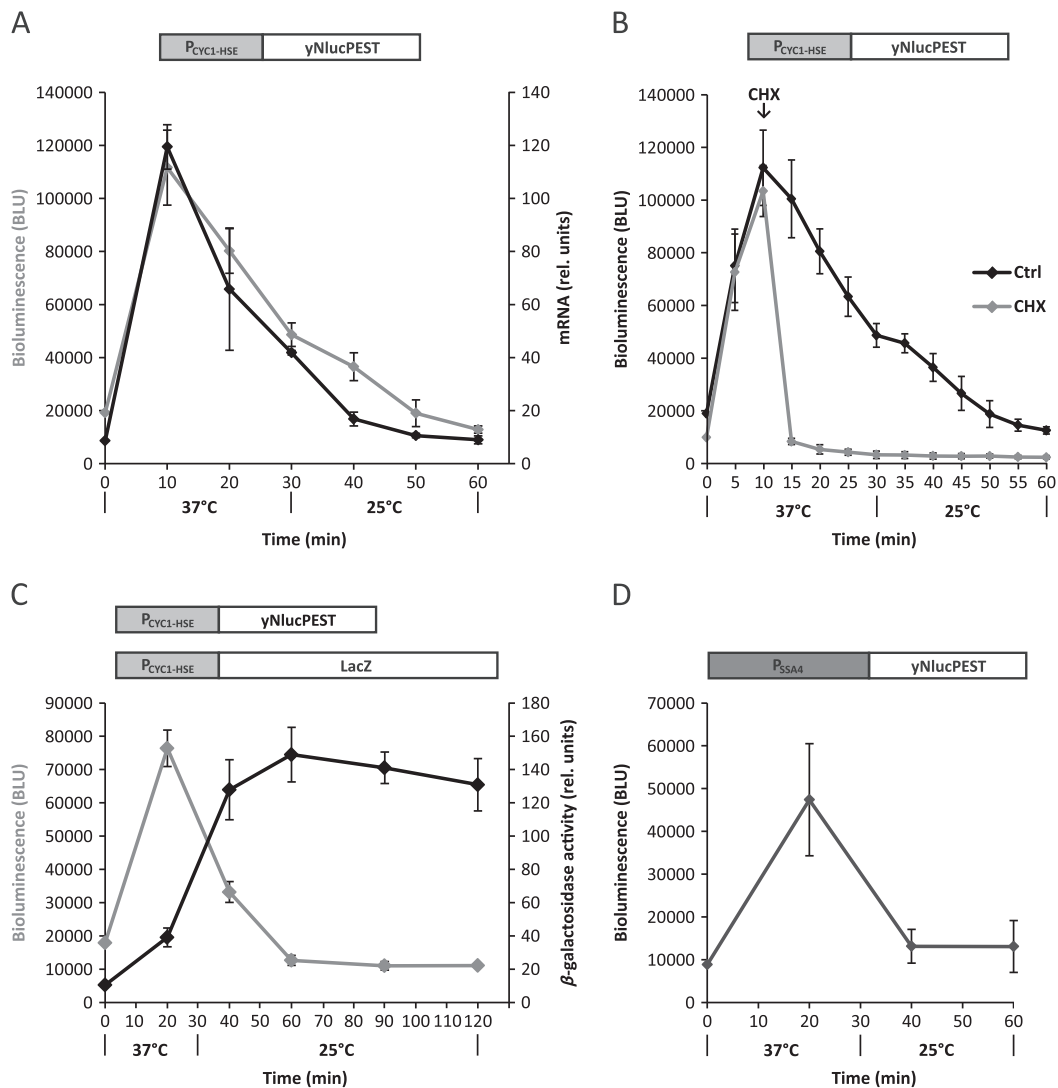 A
B
PCYC1-HSE yNlucPEST
PCYC1-HSE yNlucPEST
Bioluminescence (BLU)
140000
120000
100000
80000
60000
40000
20000
0
140
120
100
80
60
40
20
0
mRNA (rel. units)
0 10 20 30 40 50 60
37°C 25°C
Time (min)
Bioluminescence (BLU)
140000
120000
100000
80000
60000
40000
20000
0
CHX
Ctrl
CHX
0 5 10 15 20 25 30 35 40 45 50 55 60
37°C 25°C
Time (min)
C
D
PCYC1-HSE yNlucPEST
PCYC1-HSE LacZ
PSSA4 yNlucPEST
Bioluminescence (BLU)
90000
80000
70000
60000
50000
40000
30000
20000
10000
0
180
160
140
120
100
80
60
40
20
0
β-galactosidase activity (rel. units)
0 10 20 30 40 50 60 70 80 90 100 110 120
37°C 25°C
Time (min)
Bioluminescence (BLU)
70000
60000
50000
40000
30000
20000
10000
0
0 10 20 30 40 50 60
37°C 25°C
Time (min)